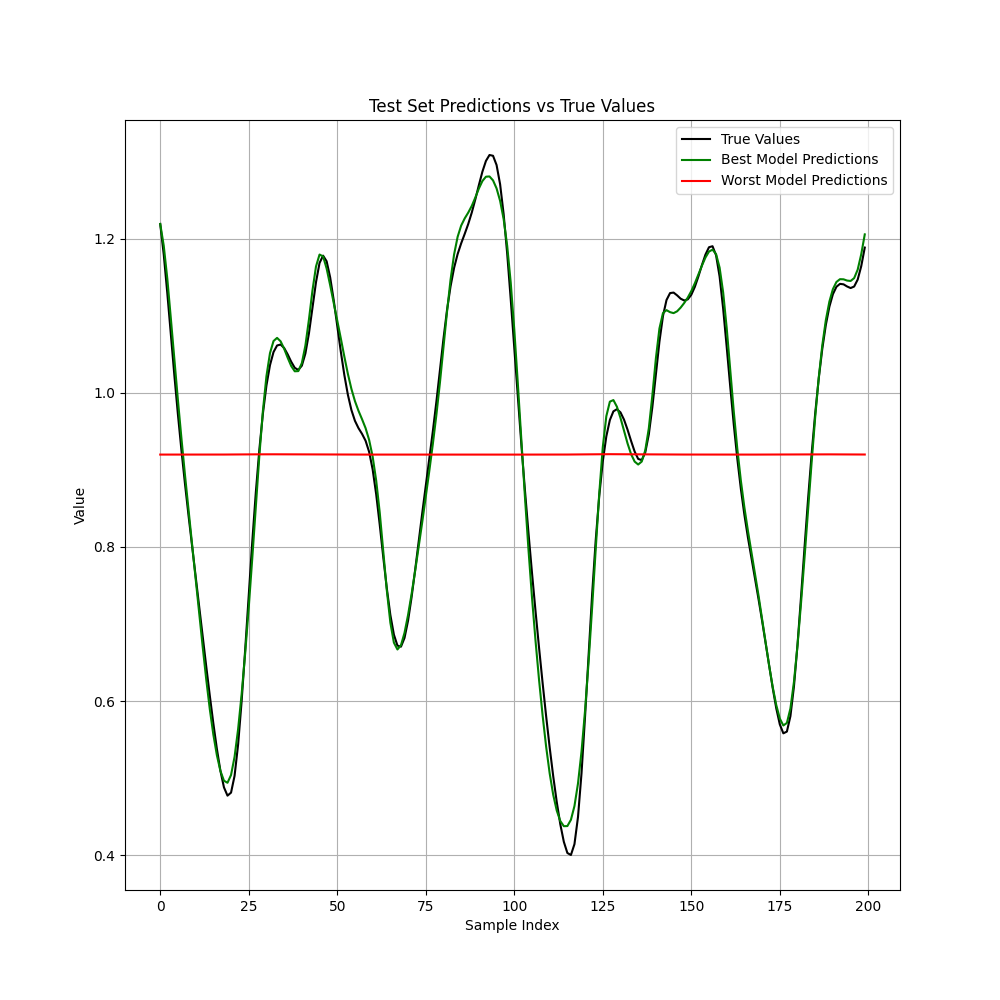 Test Set Predictions vs True Values
True Values
Best Model Predictions
Worst Model Predictions
1.2
1.0
0.8
0.6
0.4
Value
0 25 50 75 100 125 150 175 200
Sample Index